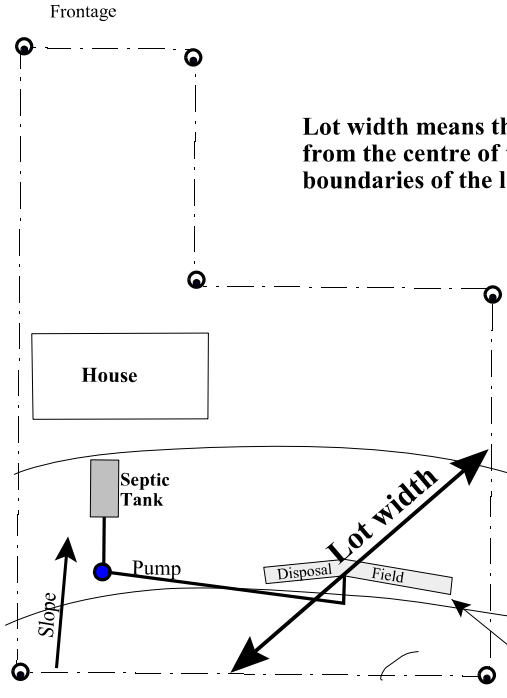 Frontage
Lot width means
from the centre of
boundaries of the
House
Septic
Tank
Lot width
Pump
Disposal Field
Slope